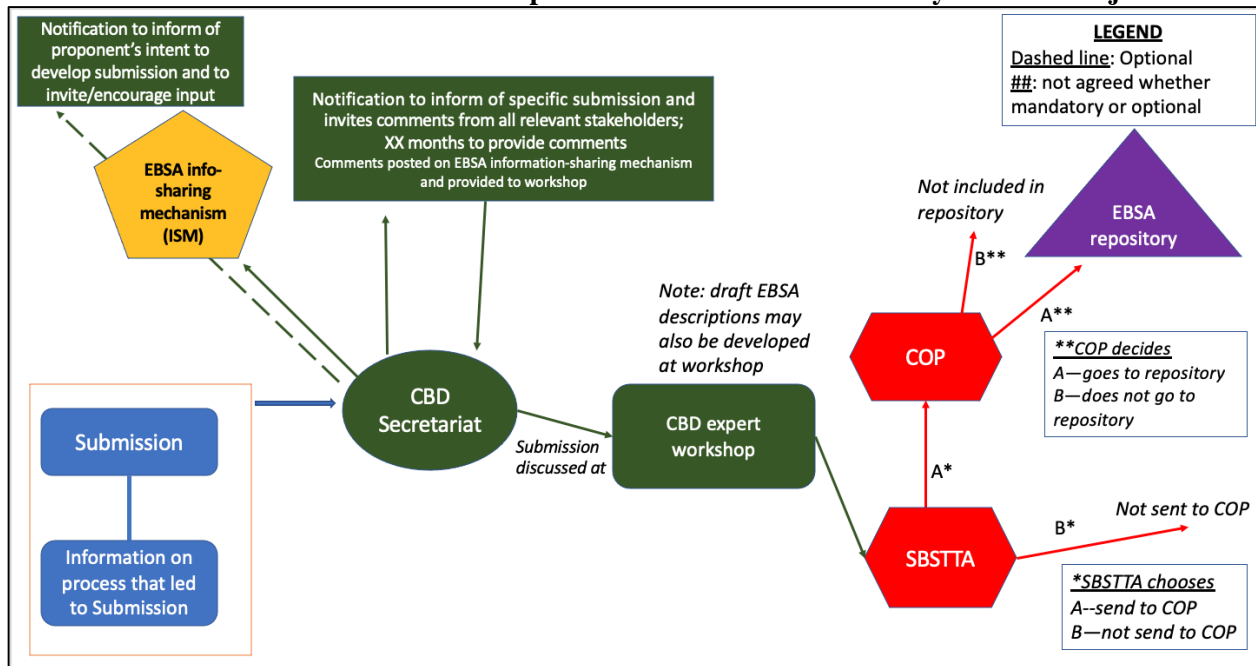 Notification to inform of
proponent's intent to
develop submission and to
invite/encourage input
EBSA info-
sharing
mechanism
(ISM)
Notification to inform of specific submission and
invites comments from all relevant stakeholders;
XX months to provide comments
Comments posted on EBSA information-sharing mechanism
and provided to workshop
LEGEND
Dashed line: Optional
##: not agreed whether
mandatory or optional
Not included in
repository
EBSA
repository
B**
A**
Note: draft EBSA
descriptions may
also be developed
at workshop
COP
**COP decides
A—goes to repository
B—does not go to
repository
Submission
CBD
Secretariat
Submission
discussed at
CBD expert
workshop
A*
Information on
process that led
to Submission
SBSTTA
B*
Not sent to COP
*SBSTTA chooses
A--send to COP
B—not send to COP